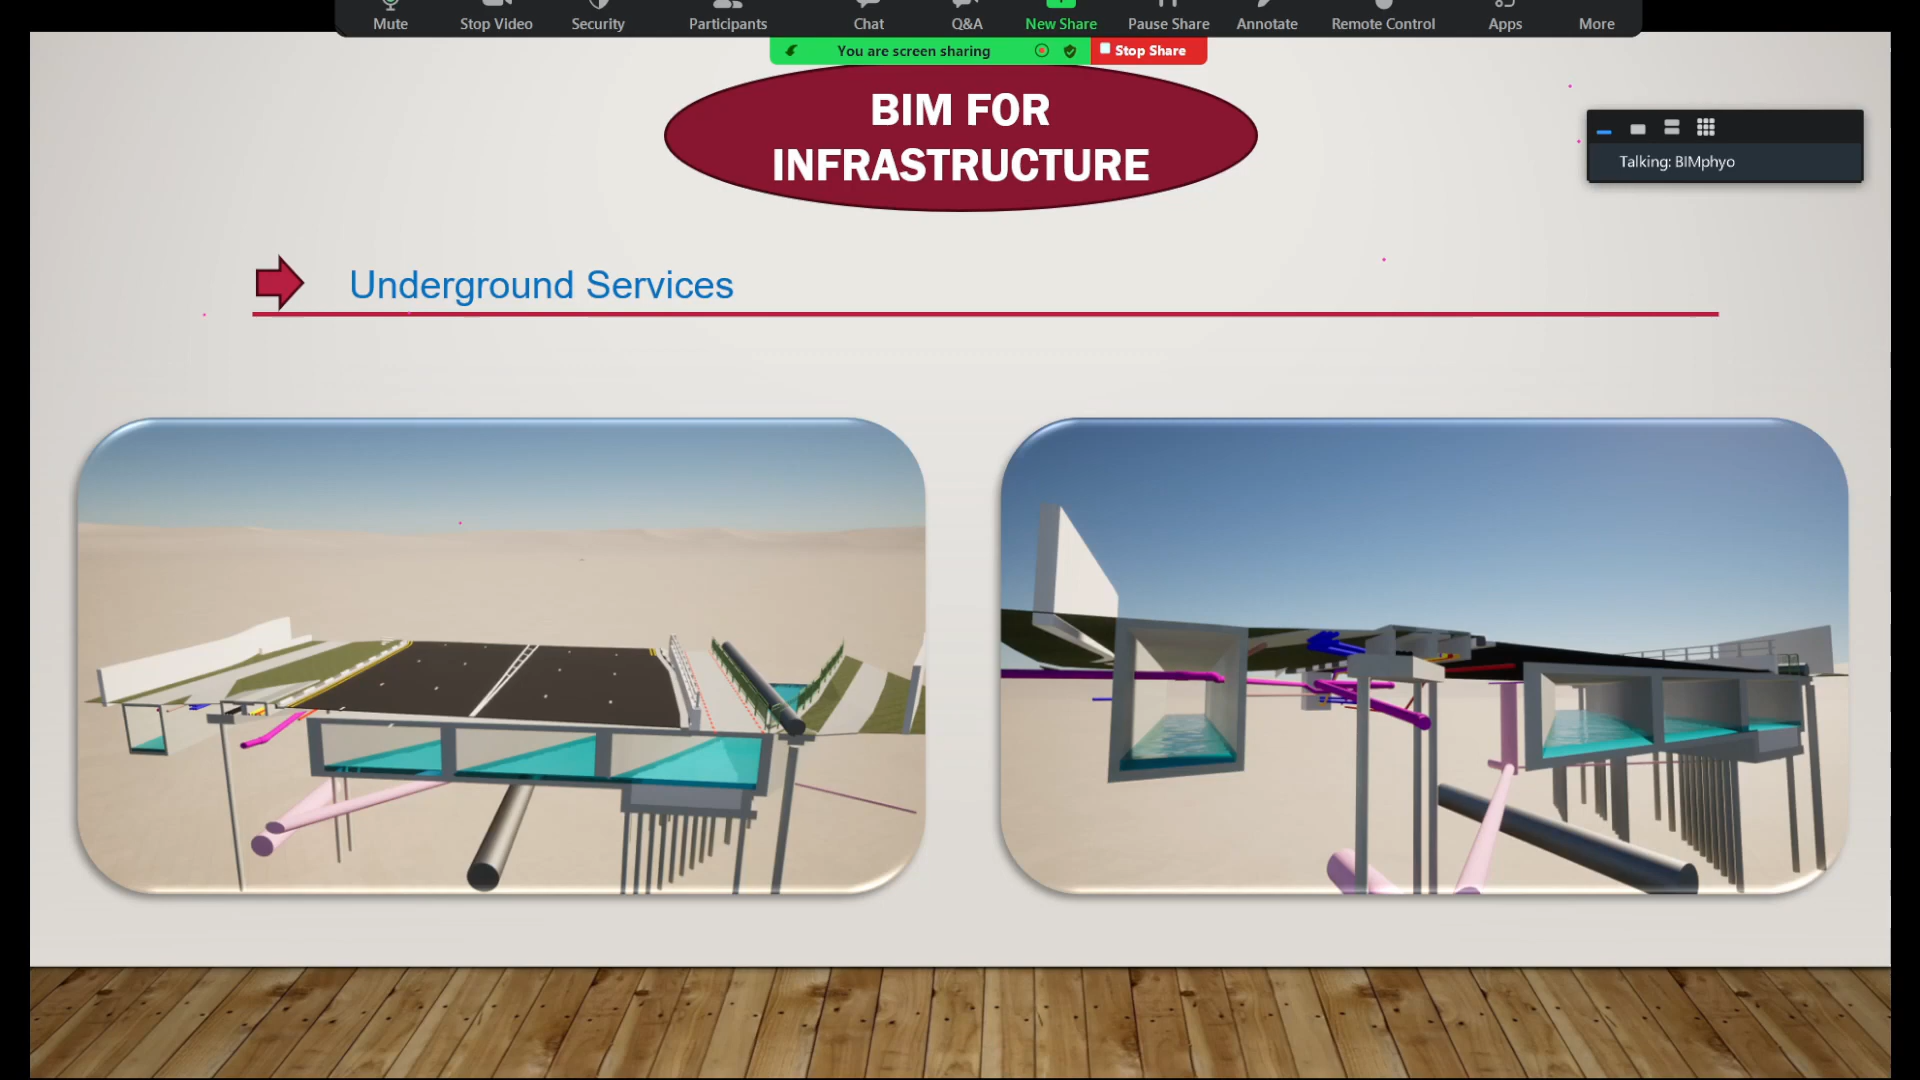 Mute Stop Video Security Participants Chat Q&A New Share Pause Share Annotate Remote Control Apps More
You are screen sharing Stop Share
BIM FOR
INFRASTRUCTURE
Talking: BIMphyo
Underground Services